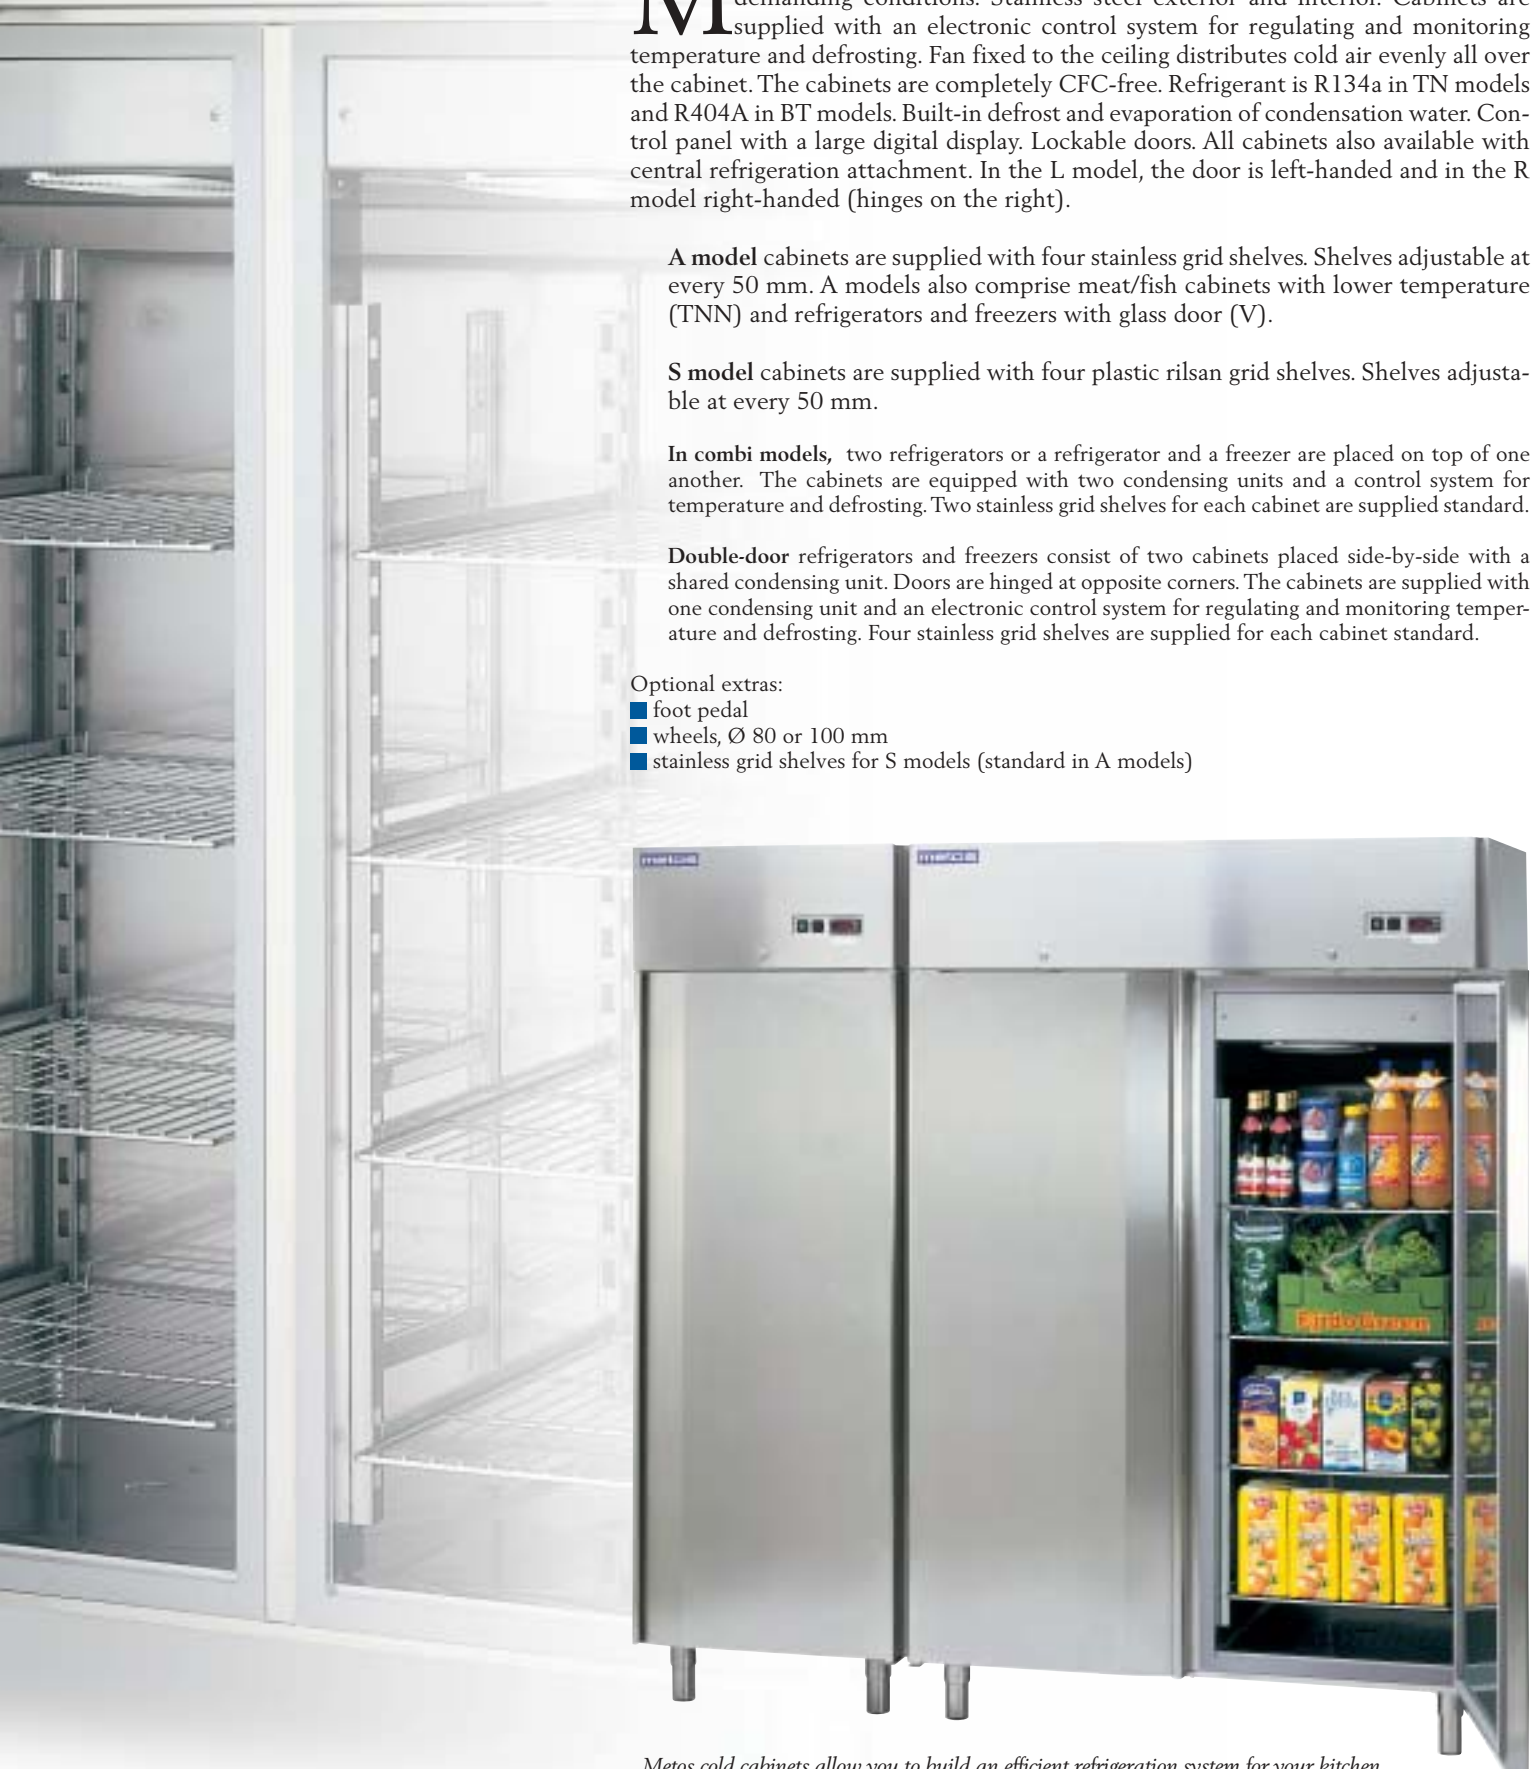 M demanding conditions. Stainless steel exterior and interior. Cabinets are
supplied with an electronic control system for regulating and monitoring
temperature and defrosting. Fan fixed to the ceiling distributes cold air evenly all over
the cabinet. The cabinets are completely CFC-free. Refrigerant is R134a in TN models
and R404A in BT models. Built-in defrost and evaporation of condensation water. Con-
trol panel with a large digital display. Lockable doors. All cabinets also available with
central refrigeration attachment. In the L model, the door is left-handed and in the R
model right-handed (hinges on the right).
A model cabinets are supplied with four stainless grid shelves. Shelves adjustable at
every 50 mm. A models also comprise meat/fish cabinets with lower temperature
(TNN) and refrigerators and freezers with glass door (V).
S model cabinets are supplied with four plastic rilsan grid shelves. Shelves adjusta-
ble at every 50 mm.
In combi models, two refrigerators or a refrigerator and a freezer are placed on top of one
another. The cabinets are equipped with two condensing units and a control system for
temperature and defrosting. Two stainless grid shelves for each cabinet are supplied standard.
Double-door refrigerators and freezers consist of two cabinets placed side-by-side with a
shared condensing unit. Doors are hinged at opposite corners. The cabinets are supplied with
one condensing unit and an electronic control system for regulating and monitoring temper-
ature and defrosting. Four stainless grid shelves are supplied for each cabinet standard.
Optional extras:
foot pedal
wheels, Ø 80 or 100 mm
stainless grid shelves for S models (standard in A models)
metos
metos
Metos cold cabinets allow you to build an efficient refrigeration system for your kitchen.